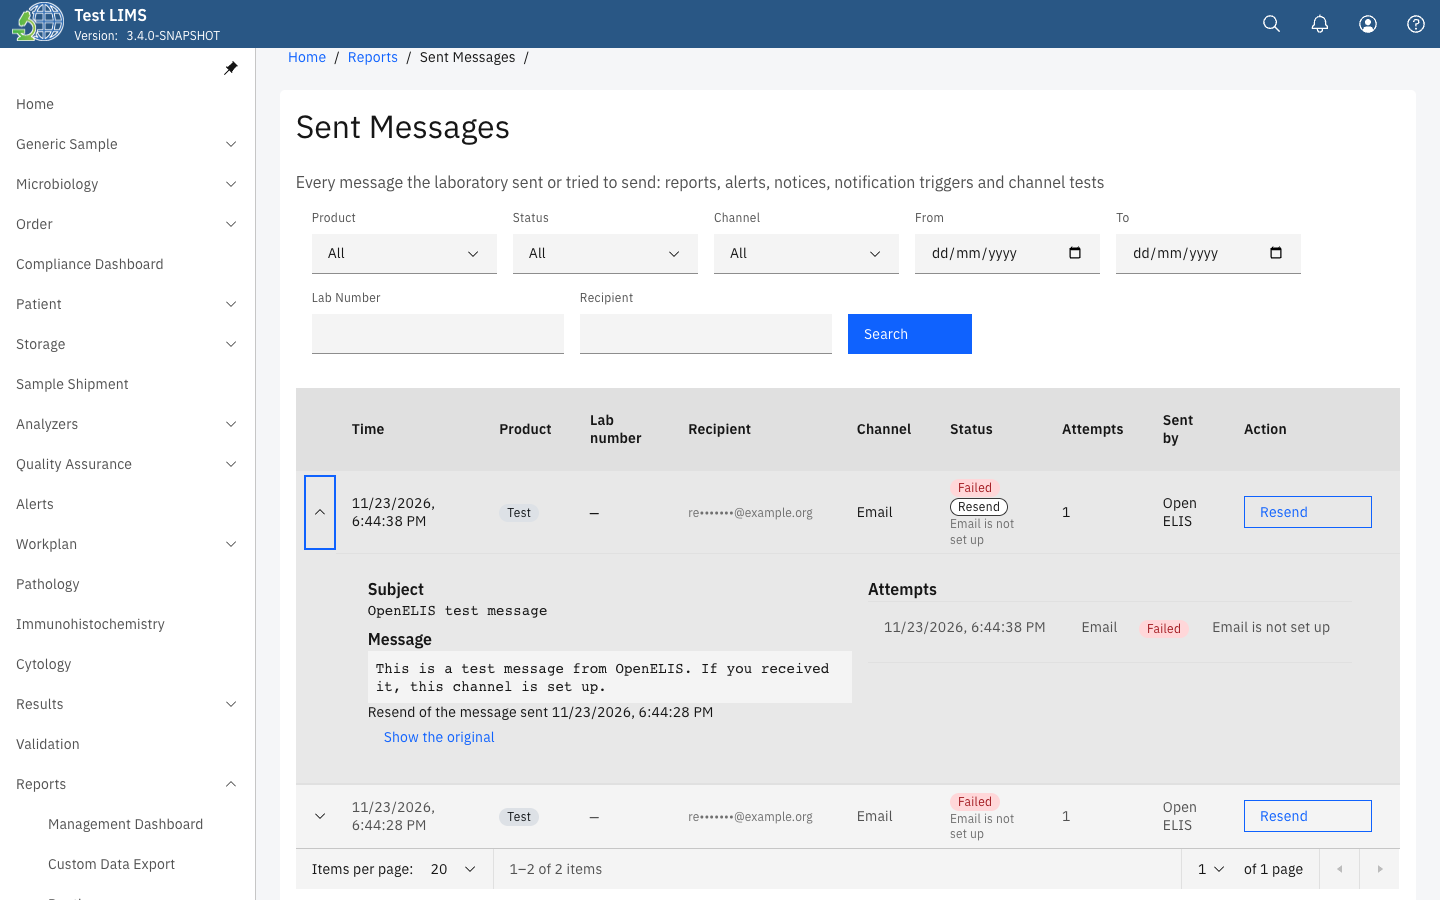 Test LIMS
Version: 3.4.0-SNAPSHOT
Home / Reports / Sent Messages /
Home
Generic Sample
Microbiology
Order
Compliance Dashboard
Patient
Storage
Sample Shipment
Analyzers
Quality Assurance
Alerts
Workplan
Pathology
Immunohistochemistry
Cytology
Results
Validation
Reports
Management Dashboard
Custom Data Export
Sent Messages
Every message the laboratory sent or tried to send: reports, alerts, notices, notification triggers and channel tests
Product Status Channel From To
All All All dd/mm/yyyy dd/mm/yyyy
Lab Number Recipient
Search
Time Product Lab number Recipient Channel Status Attempts Sent by Action
11/23/2026, 6:44:38 PM Test – re•••••••@example.org Email Failed Resend Email is not set up 1 Open ELIS Resend
Subject
OpenELIS test message
Message
This is a test message from OpenELIS. If you received
it, this channel is set up.
Resend of the message sent 11/23/2026, 6:44:28 PM
Show the original
Attempts
11/23/2026, 6:44:38 PM Email Failed Email is not set up
11/23/2026, 6:44:28 PM Test – re•••••••@example.org Email Failed Email is not set up 1 Open ELIS Resend
Items per page: 20 1–2 of 2 items 1 of 1 page